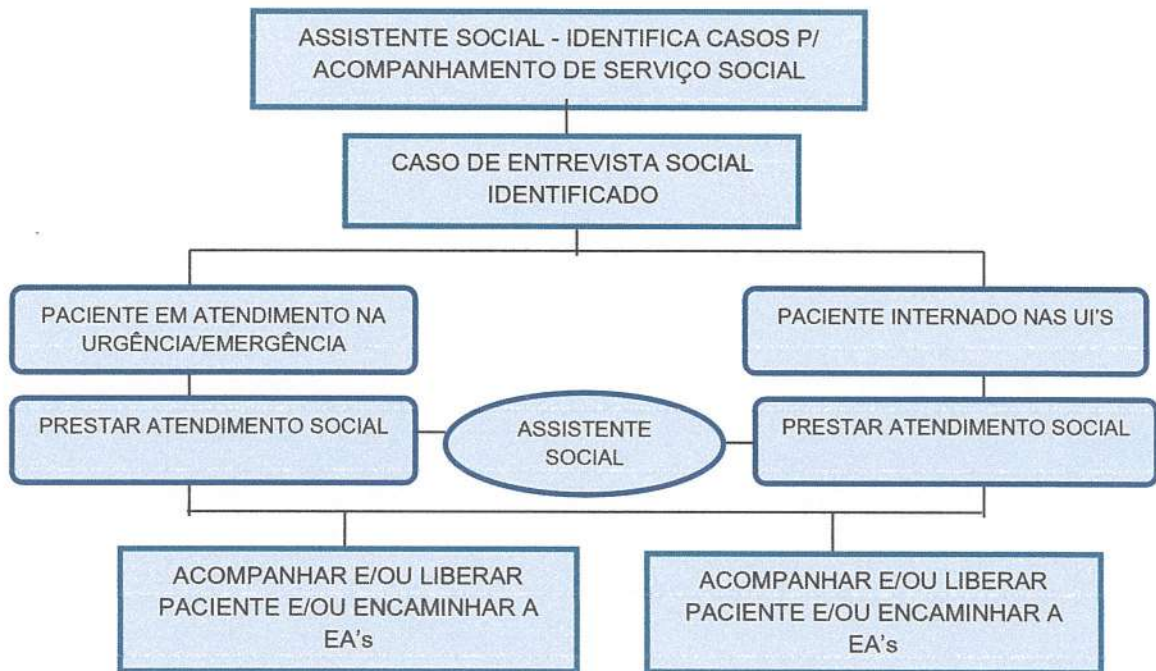 ASSISTENTE SOCIAL - IDENTIFICA CASOS P/
ACOMPANHAMENTO DE SERVIÇO SOCIAL
CASO DE ENTREVISTA SOCIAL
IDENTIFICADO
PACIENTE EM ATENDIMENTO NA
URGÊNCIA/EMERGÊNCIA
PACIENTE INTERNADO NAS UI'S
PRESTAR ATENDIMENTO SOCIAL
ASSISTENTE
SOCIAL
PRESTAR ATENDIMENTO SOCIAL
ACOMPANHAR E/OU LIBERAR
PACIENTE E/OU ENCAMINHAR A
EA's
ACOMPANHAR E/OU LIBERAR
PACIENTE E/OU ENCAMINHAR A
EA's